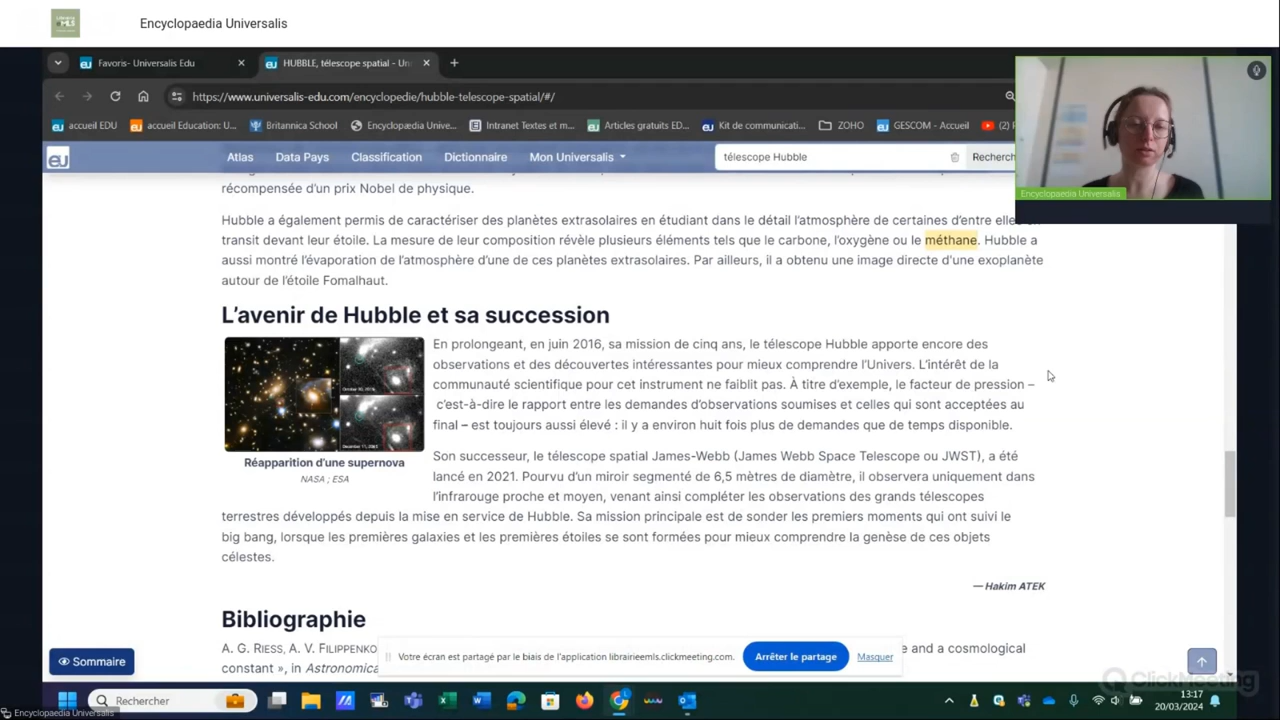 MLS
Encyclopaedia Universalis
Favoris- Universalis Edu
HUBBLE, télescope spatial - Un
https://www.universalis-edu.com/encyclopedie/hubble-telescope-spatial/#/
accueil EDU
accueil Education: U...
Britannica School
Encyclopædia Unive...
Intranet Textes et m...
Articles gratuits ED...
Kit de communicati...
ZOHO
GESCOM - Accueil
eu
Atlas
Data Pays
Classification
Dictionnaire
Mon Universalis
télescope Hubble
Recherch
Encyclopaedia Universalis
récompensée d'un prix Nobel de physique.
Hubble a également permis de caractériser des planètes extrasolaires en étudiant dans le détail l'atmosphère de certaines d'entre elle
transit devant leur étoile. La mesure de leur composition révèle plusieurs éléments tels que le carbone, l'oxygène ou le méthane. Hubble a
aussi montré l'évaporation de l'atmosphère d'une de ces planètes extrasolaires. Par ailleurs, il a obtenu une image directe d'une exoplanète
autour de l'étoile Fomalhaut.
L'avenir de Hubble et sa succession
En prolongeant, en juin 2016, sa mission de cinq ans, le télescope Hubble apporte encore des
observations et des découvertes intéressantes pour mieux comprendre l'Univers. L'intérêt de la
communauté scientifique pour cet instrument ne faiblit pas. À titre d'exemple, le facteur de pression –
c'est-à-dire le rapport entre les demandes d'observations soumises et celles qui sont acceptées au
final – est toujours aussi élevé : il y a environ huit fois plus de demandes que de temps disponible.
Réapparition d'une supernova
NASA ; ESA
Son successeur, le télescope spatial James-Webb (James Webb Space Telescope ou JWST), a été
lancé en 2021. Pourvu d'un miroir segmenté de 6,5 mètres de diamètre, il observera uniquement dans
l'infrarouge proche et moyen, venant ainsi compléter les observations des grands télescopes
terrestres développés depuis la mise en service de Hubble. Sa mission principale est de sonder les premiers moments qui ont suivi le
big bang, lorsque les premières galaxies et les premières étoiles se sont formées pour mieux comprendre la genèse de ces objets
célestes.
— Hakim ATEK
Bibliographie
A. G. RIESS, A. V. FILIPPENKO
e and a cosmological
constant », in Astronomica
Votre écran est partagé par le biais de l'application librairieemls.clickmeeting.com.
Arrêter le partage
Masquer
Sommaire
ClickMeeting
Rechercher
13:17
20/03/2024
Encyclopaedia Universalis